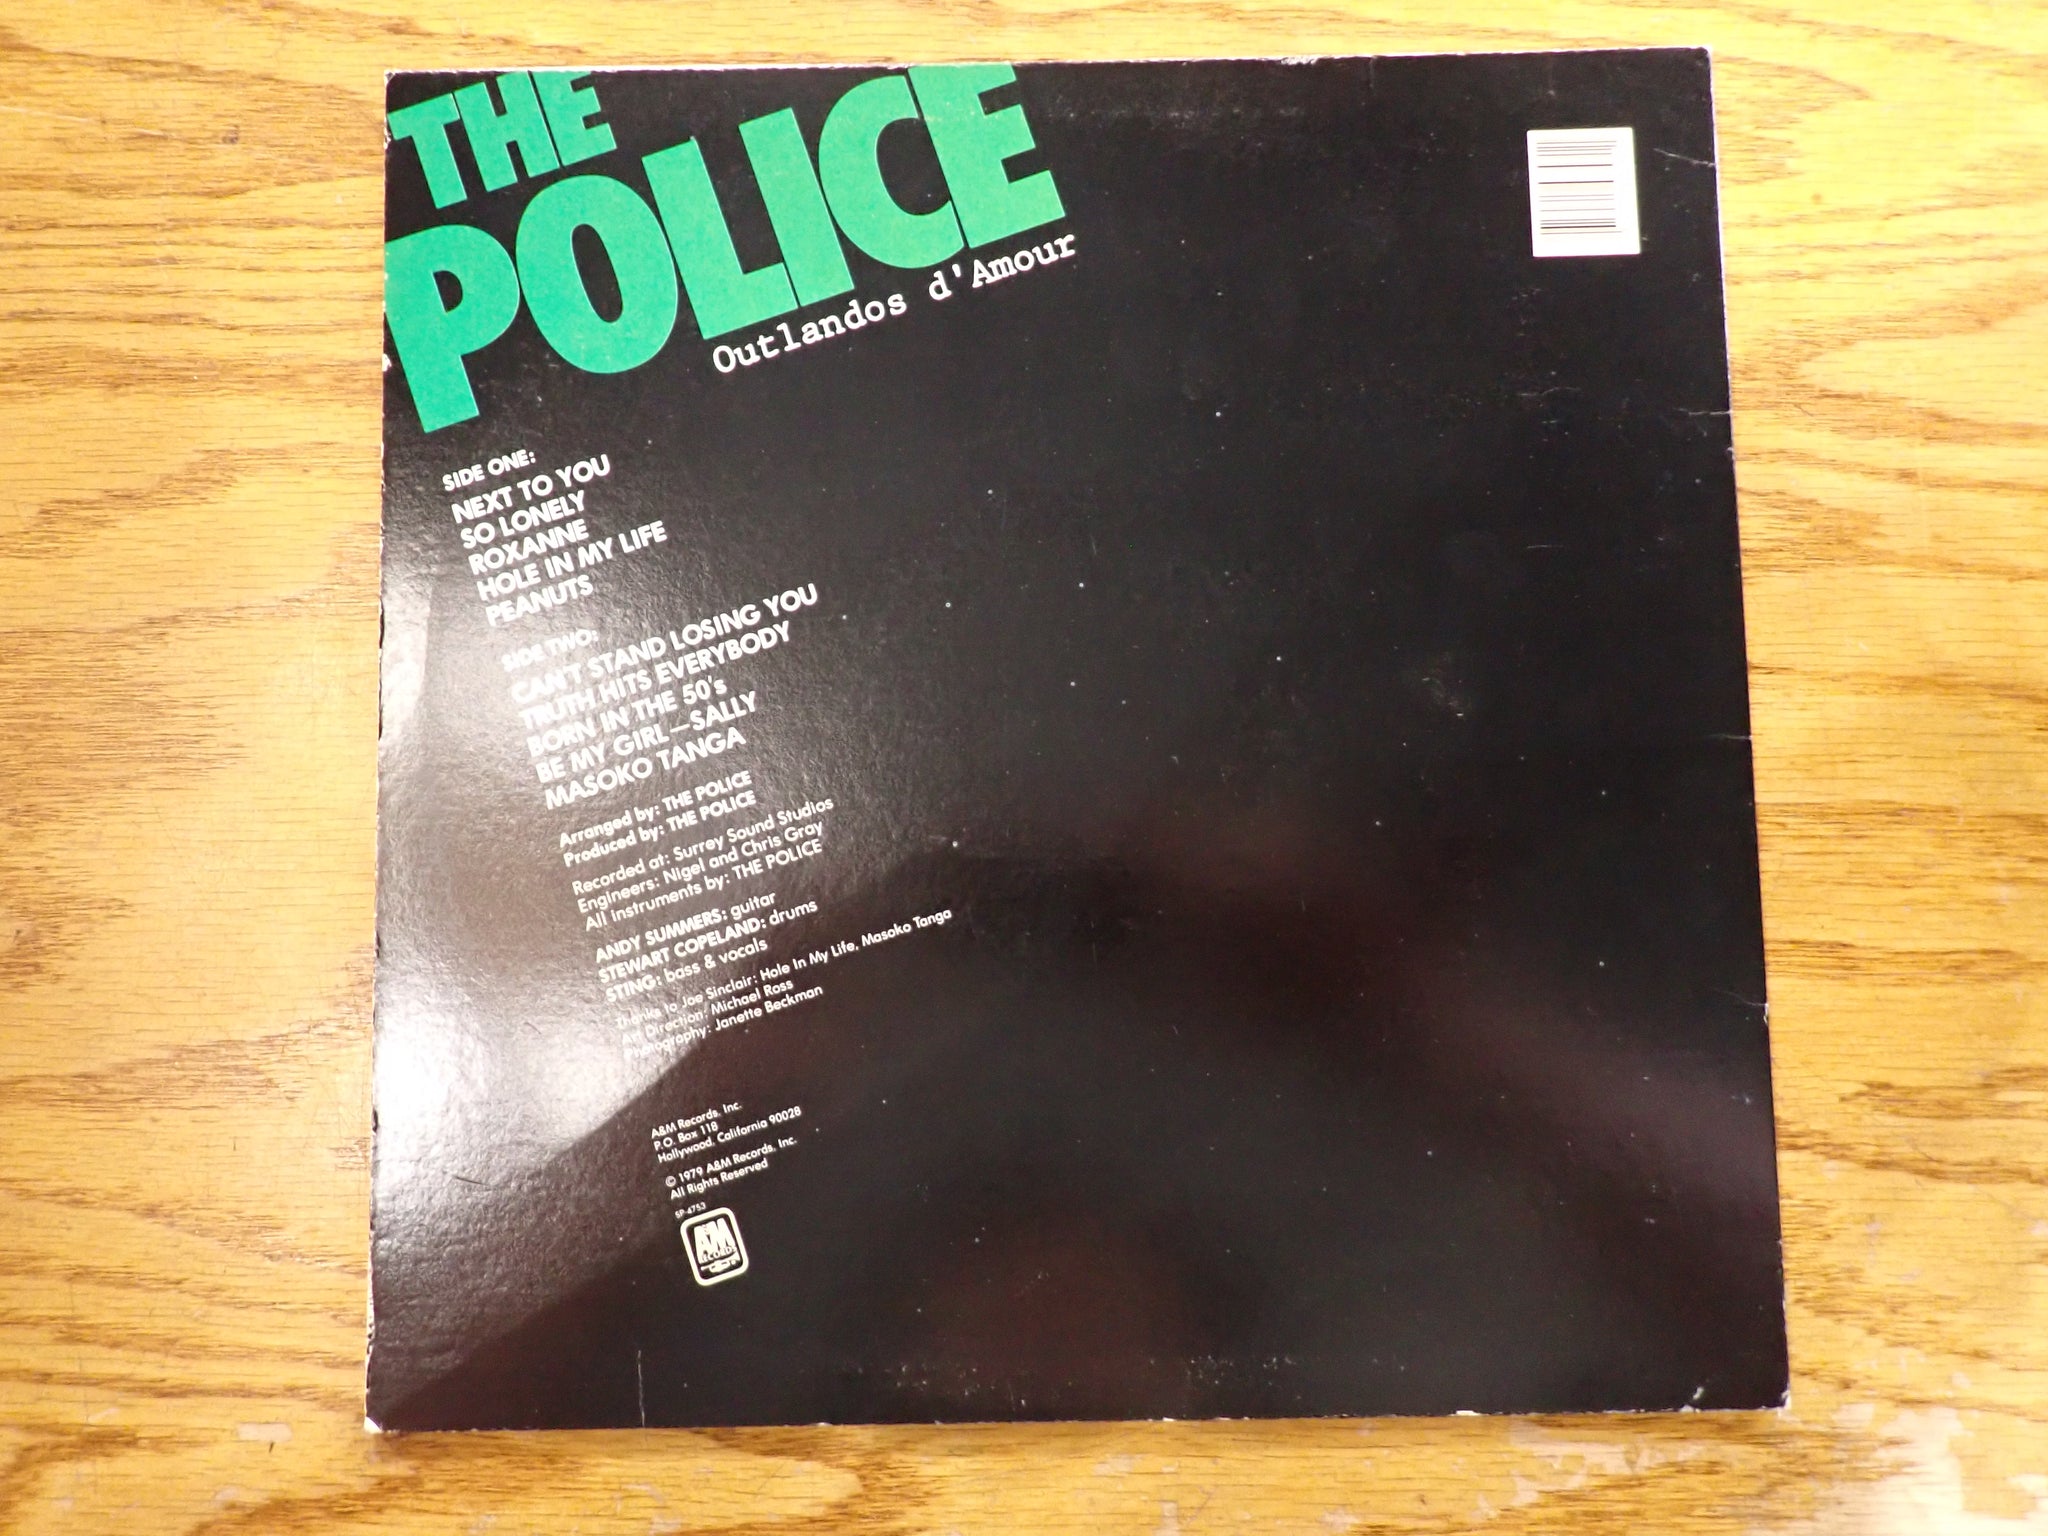 THE
POLICE
Outlandos d'Amour
SIDE ONE:
NEXT TO YOU
SO LONELY
ROXANNE
HOLE IN MY LIFE
PEANUTS
SIDE TWO:
CAN'T STAND LOSING YOU
TRUTH HITS EVERYBODY
BORN IN THE 50's
BE MY GIRL—SALLY
MASOKO TANGA
Arranged by: THE POLICE
Produced by: THE POLICE
Recorded at: Surrey Sound Studios
Engineers: Nigel and Chris Gray
All instruments by: THE POLICE
ANDY SUMMERS: guitar
STEWART COPELAND: drums
STING: bass & vocals
Thanks to Joe Sinclair: Hole In My Life, Masoko Tanga
Art Direction: Michael Ross
Photography: Janette Beckman
A&M Records, Inc.
P.O. Box 118
Hollywood, California 90028
© 1979 A&M Records, Inc.
All Rights Reserved
SP-4753
A&M
RECORDS